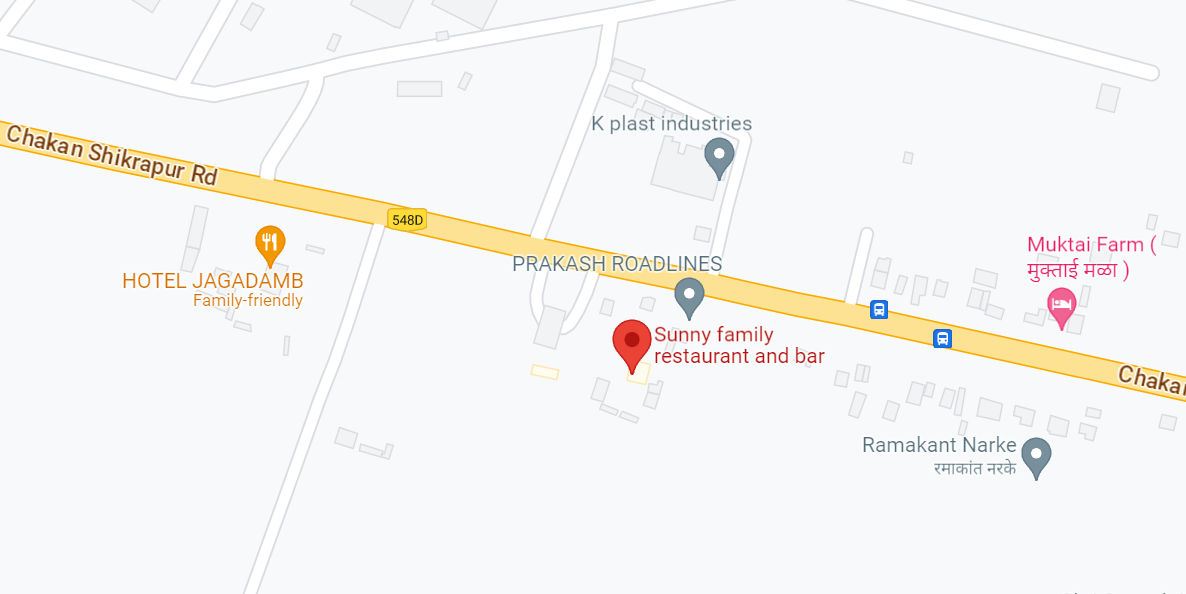 K plast industries
Chakan Shikrapur Rd
548D
Muktai Farm (
मुक्ताई मळा )
PRAKASH ROADLINES
HOTEL JAGADAMB
Family-friendly
Sunny family
restaurant and bar
Ramakant Narke
रमाकांत नरके